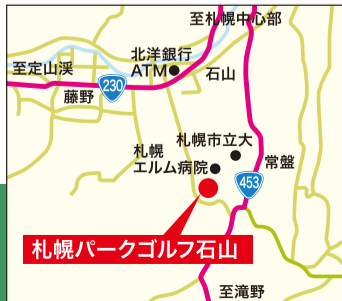 至札幌中心部
北洋銀行
ATM
石山
至定山渓
230
藤野
札幌市立大
札幌
エルム病院
常盤
453
札幌パークゴルフ石山
至滝野